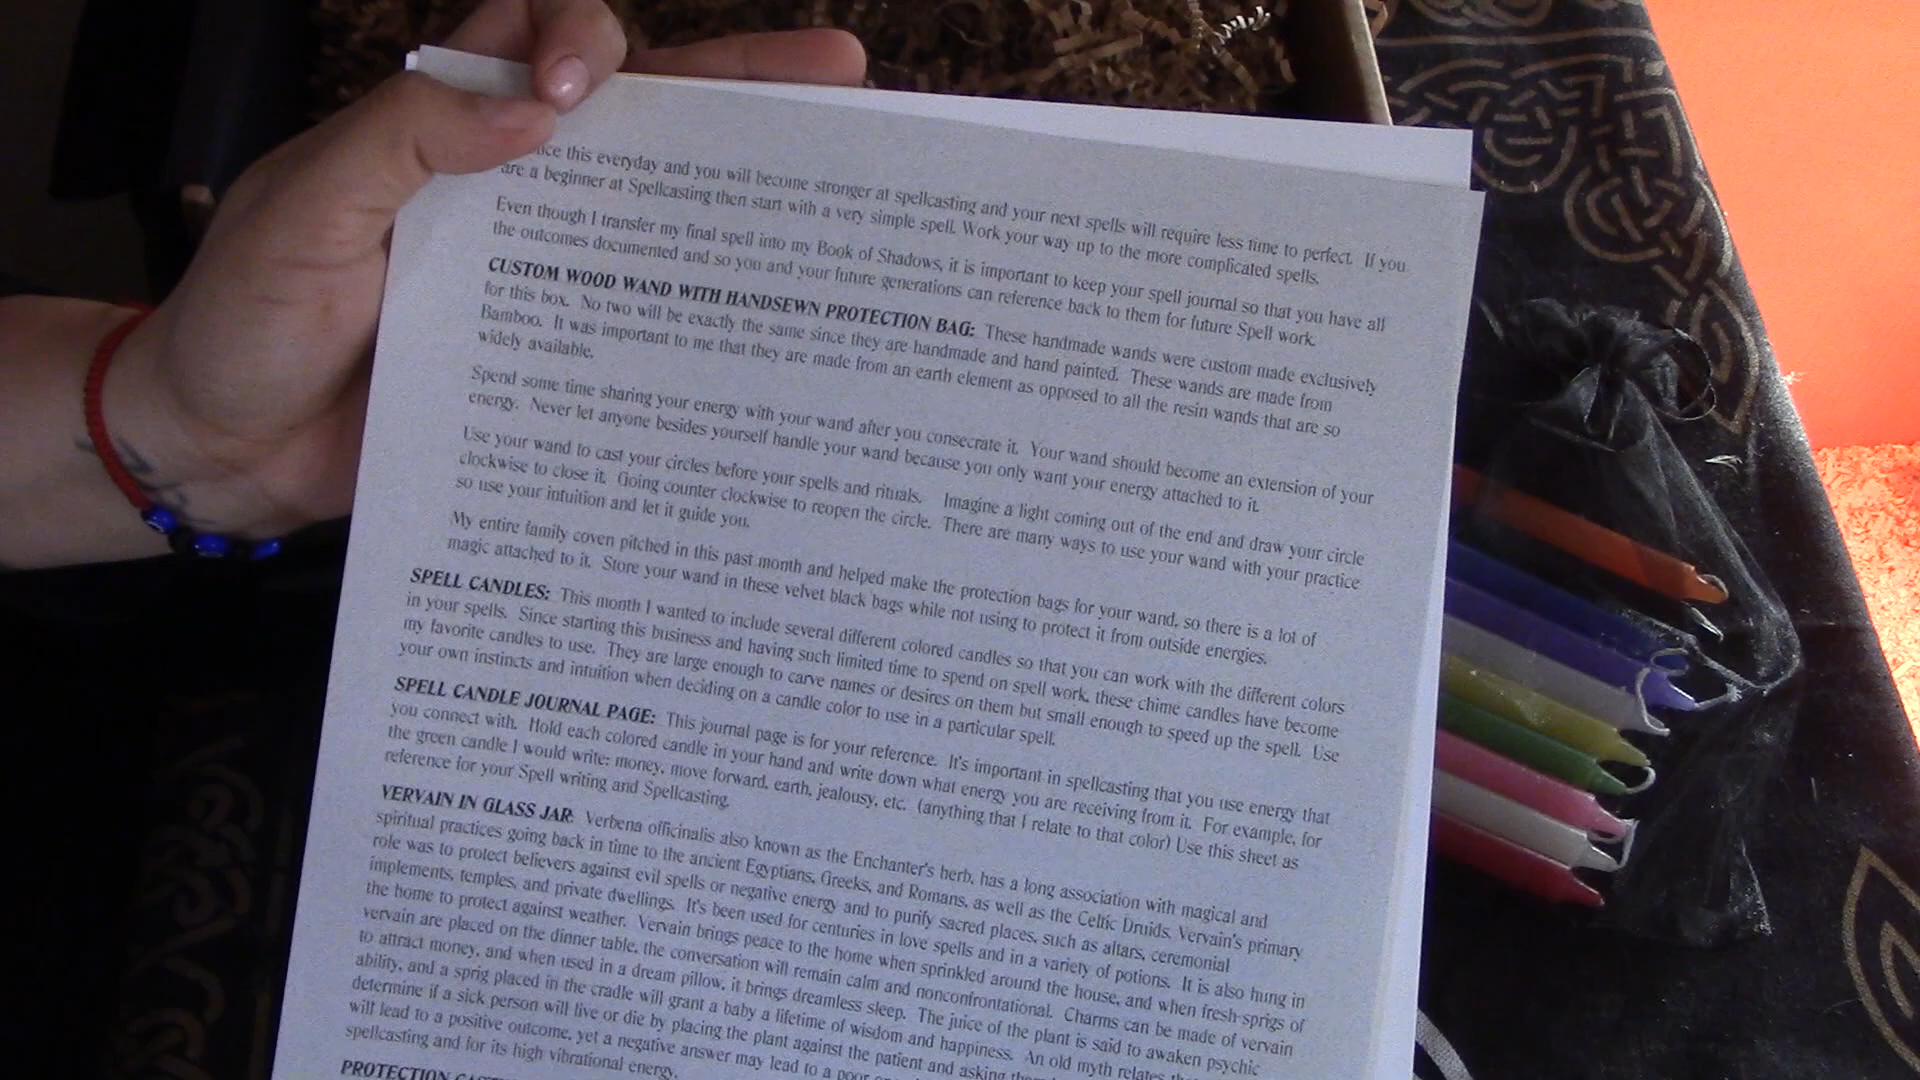 this everyday and you will become stronger at spellcasting and your next spells will require less time to perfect. If you
are a beginner at Spellcasting then start with a very simple spell. Work your way up to the more complicated spells.
Even though I transfer my final spell into my Book of Shadows, it is important to keep your spell journal so that you have all
the outcomes documented and so you and your future generations can reference back to them for future Spell work.
CUSTOM WOOD WAND WITH HANDSEWN PROTECTION BAG: These handmade wands were custom made exclusively
for this box. No two will be exactly the same since they are handmade and hand painted. These wands are made from
Bamboo. It was important to me that they are made from an earth element as opposed to all the resin wands that are so
widely available.
Spend some time sharing your energy with your wand after you consecrate it. Your wand should become an extension of your
energy. Never let anyone besides yourself handle your wand because you only want your energy attached to it.
Use your wand to cast your circles before your spells and rituals. Imagine a light coming out of the end and draw your circle
clockwise to close it. Going counter clockwise to reopen the circle. There are many ways to use your wand with your practice
so use your intuition and let it guide you.
My entire family coven pitched in this past month and helped make the protection bags for your wand, so there is a lot of
magic attached to it. Store your wand in these velvet black bags while not using to protect it from outside energies.
SPELL CANDLES: This month I wanted to include several different colored candles so that you can work with the different colors
in your spells. Since starting this business and having such limited time to spend on spell work, these chime candles have become
my favorite candles to use. They are large enough to carve names or desires on them but small enough to speed up the spell. Use
your own instincts and intuition when deciding on a candle color to use in a particular spell.
SPELL CANDLE JOURNAL PAGE: This journal page is for your reference. It's important in spellcasting that you use energy that
you connect with. Hold each colored candle in your hand and write down what energy you are receiving from it. For example, for
the green candle I would write: money, move forward, earth, jealousy, etc. (anything that I relate to that color) Use this sheet as
reference for your Spell writing and Spellcasting.
VERVAIN IN GLASS JAR: Verbena officinalis also known as the Enchanter's herb, has a long association with magical and
spiritual practices going back in time to the ancient Egyptians, Greeks, and Romans, as well as the Celtic Druids. Vervain's primary
role was to protect believers against evil spells or negative energy and to purify sacred places, such as altars, ceremonial
implements, temples, and private dwellings. It's been used for centuries in love spells and in a variety of potions. It is also hung in
the home to protect against weather. Vervain brings peace to the home when sprinkled around the house, and when fresh sprigs of
vervain are placed on the dinner table, the conversation will remain calm and nonconfrontational. Charms can be made of vervain
to attract money, and when used in a dream pillow, it brings dreamless sleep. The juice of the plant is said to awaken psychic
ability, and a sprig placed in the cradle will grant a baby a lifetime of wisdom and happiness. An old myth relates
determine if a sick person will live or die by placing the plant against the patient and asking
will lead to a positive outcome, yet a negative answer may lead to a poor
spellcasting and for its high vibrational energy.
PROTECTION